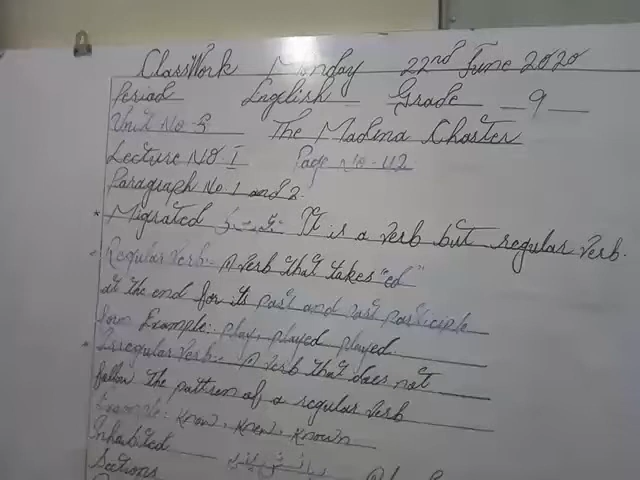 ClassWork Monday 22nd June 2020
Period English Grade 9
Unit No-3 The Madina Charter
Lecture No I Page No-42
Paragraph No. 1 and 2.
* Migrated It is a verb but regular verb.
Regular Verb:- A verb that takes "ed"
at the end for its past and past participle
form Example:- play, played played.
* Irregular Verb:- A verb that does not
follow the pattren of a regular verb
Example:- Know, Knew, Known
Inhabited
Sections